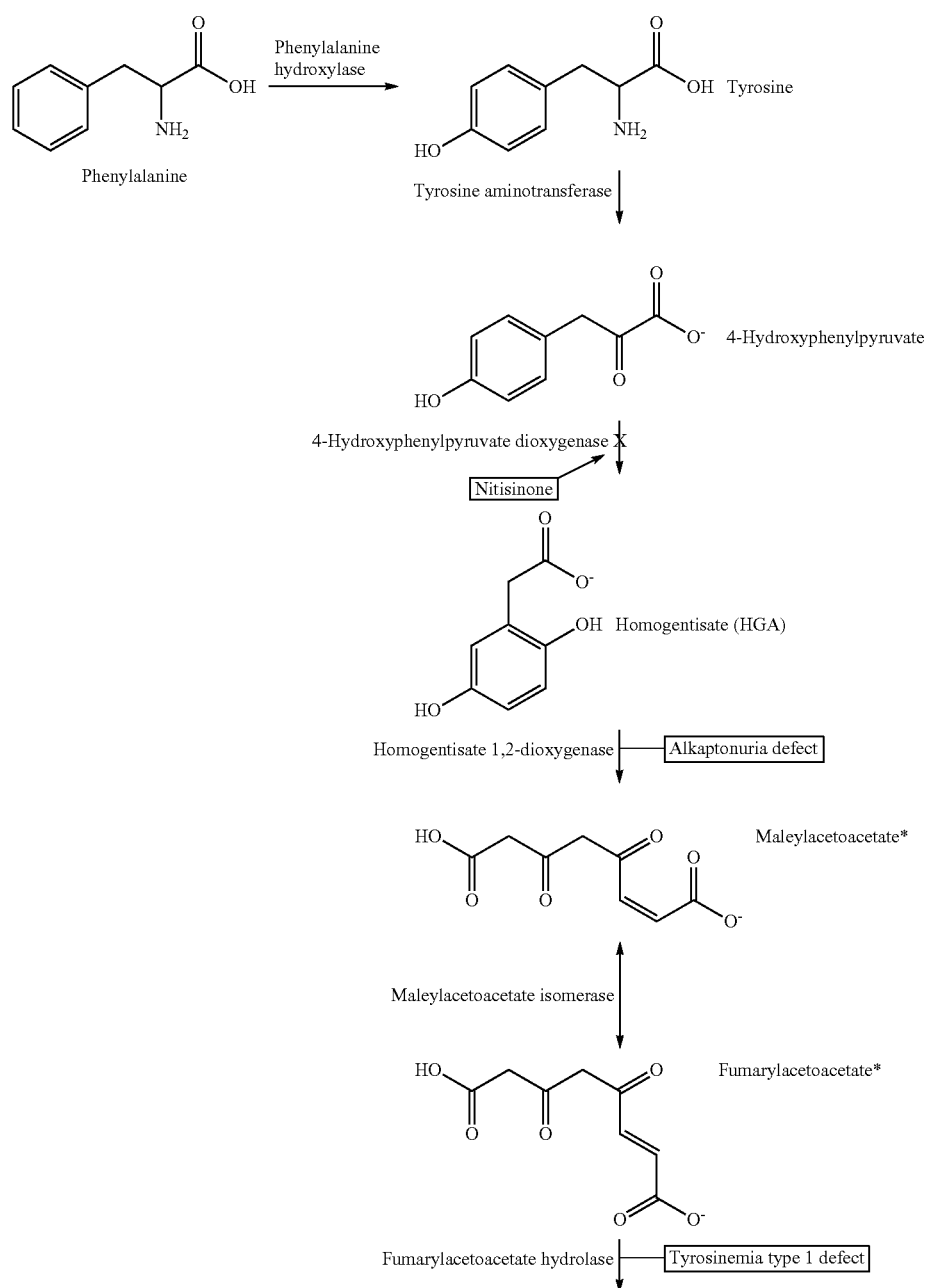 O
OH
NH₂
Phenylalanine
Phenylalanine
hydroxylase
O
OH
NH₂
HO
Tyrosine
Tyrosine aminotransferase
O
O⁻
O
HO
4-Hydroxyphenylpyruvate
4-Hydroxyphenylpyruvate dioxygenase X
Nitisinone
O
O⁻
OH
HO
Homogentisate (HGA)
Homogentisate 1,2-dioxygenase
Alkaptonuria defect
HO
O
O
O
O
O⁻
Maleylacetoacetate*
Maleylacetoacetate isomerase
HO
O
O
O
O
O⁻
Fumarylacetoacetate*
Fumarylacetoacetate hydrolase
Tyrosinemia type 1 defect